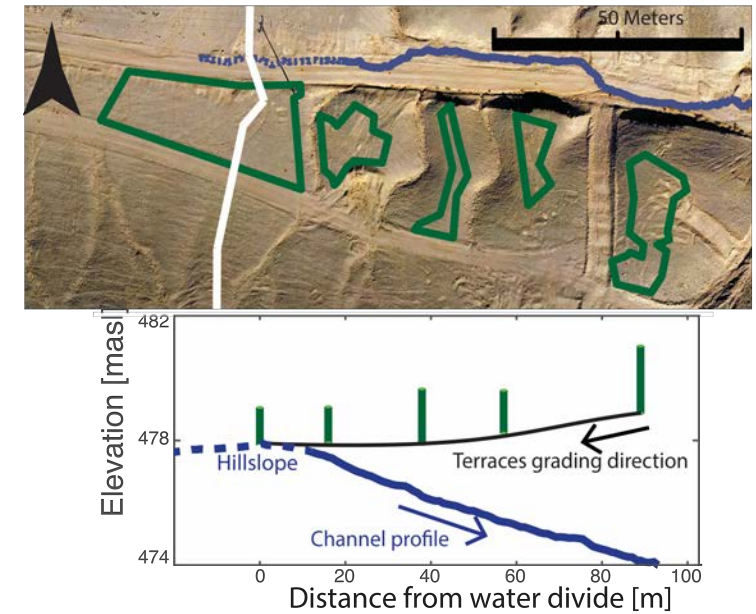 50 Meters
482
478
474
Elevation [masl]
Hillslope
Terraces grading direction
Channel profile
0 20 40 60 80 100
Distance from water divide [m]